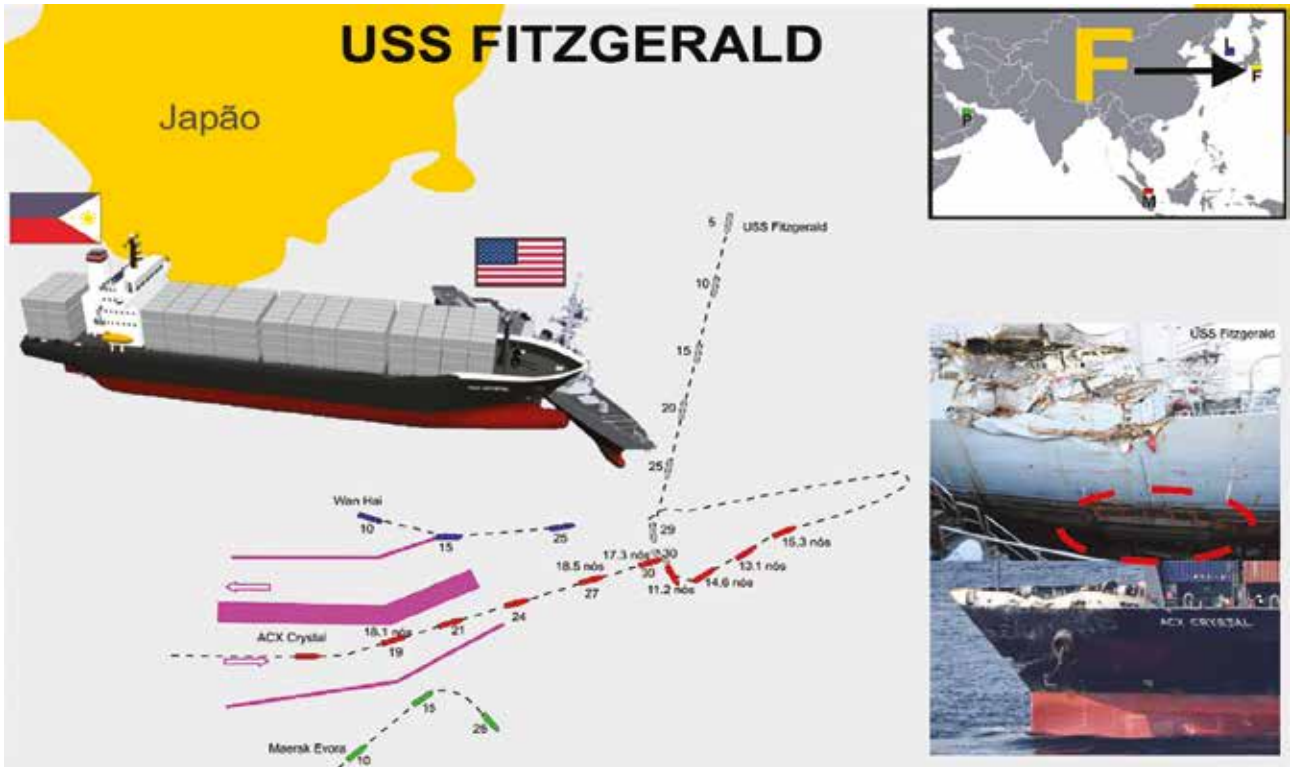 USS FITZGERALD
Japão
F
L
F
P
M
5
USS Fitzgerald
10
15
20
25
29
30
30
USS Fitzgerald
Wan Hai
10
15
25
17.3 nós
18.5 nós
15.3 nós
13.1 nós
14.6 nós
11.2 nós
27
24
21
18.1 nós
19
ACX Crystal
15
25
Maersk Evora
10
ACX CRYSTAL